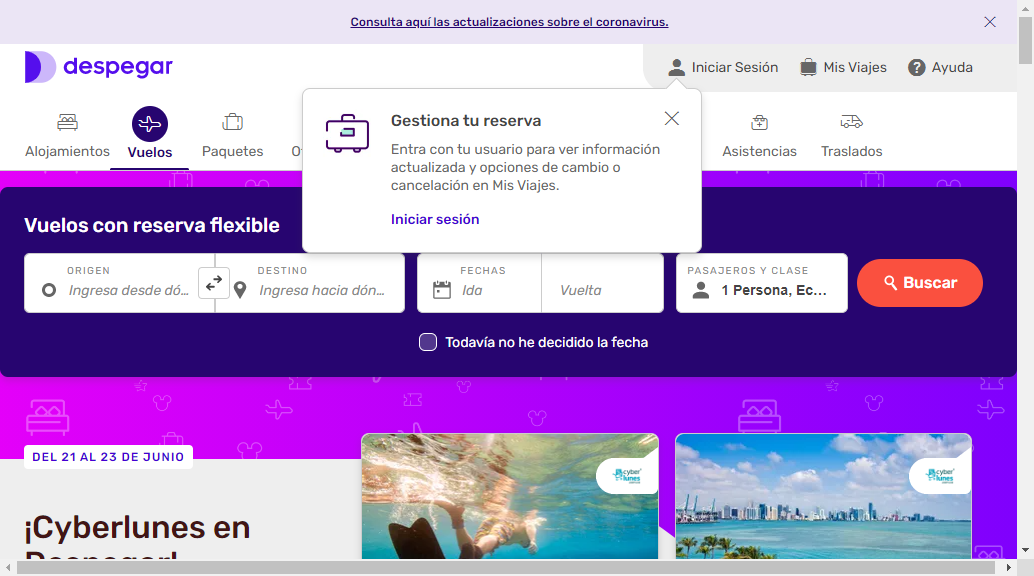 Consulta aquí las actualizaciones sobre el coronavirus.
despegar
Iniciar Sesión
Mis Viajes
Ayuda
Alojamientos
Vuelos
Paquetes
Asistencias
Traslados
Gestiona tu reserva
Entra con tu usuario para ver información
actualizada y opciones de cambio o
cancelación en Mis Viajes.
Iniciar sesión
Vuelos con reserva flexible
ORIGEN
Ingresa desde dó...
DESTINO
Ingresa hacia dón...
FECHAS
Ida
Vuelta
PASAJEROS Y CLASE
1 Persona, Ec...
Buscar
Todavía no he decidido la fecha
DEL 21 AL 23 DE JUNIO
¡Cyberlunes en
Despegar!
cyber
lunes
cyber
lunes